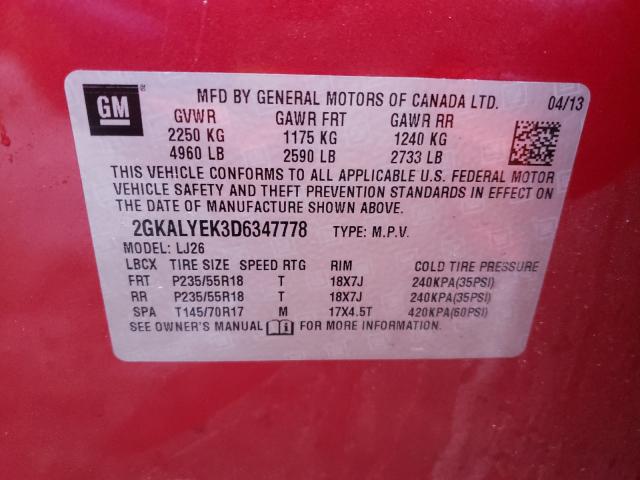 GM
MFD BY GENERAL MOTORS OF CANADA LTD. 04/13
GVWR GAWR FRT GAWR RR
2250 KG 1175 KG 1240 KG
4960 LB 2590 LB 2733 LB
THIS VEHICLE CONFORMS TO ALL APPLICABLE U.S. FEDERAL MOTOR
VEHICLE SAFETY AND THEFT PREVENTION STANDARDS IN EFFECT ON
THE DATE OF MANUFACTURE SHOWN ABOVE.
2GKALYEK3D6347778 TYPE: M.P.V.
MODEL: LJ26
LBCX TIRE SIZE SPEED RTG RIM COLD TIRE PRESSURE
FRT P235/55R18 T 18X7J 240KPA(35PSI)
RR P235/55R18 T 18X7J 240KPA(35PSI)
SPA T145/70R17 M 17X4.5T 420KPA(60PSI)
SEE OWNER'S MANUAL FOR MORE INFORMATION.